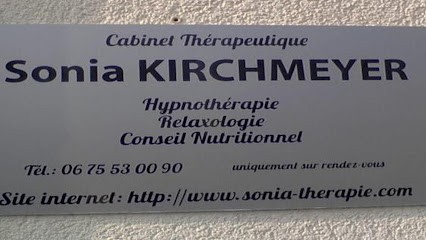 Cabinet Thérapeutique
Sonia KIRCHMEYER
Hypnothérapie
Relaxologie
Conseil Nutritionnel
Tél.: 06 75 53 00 90 uniquement sur rendez-vous
Site internet: http://www.sonia-therapie.com